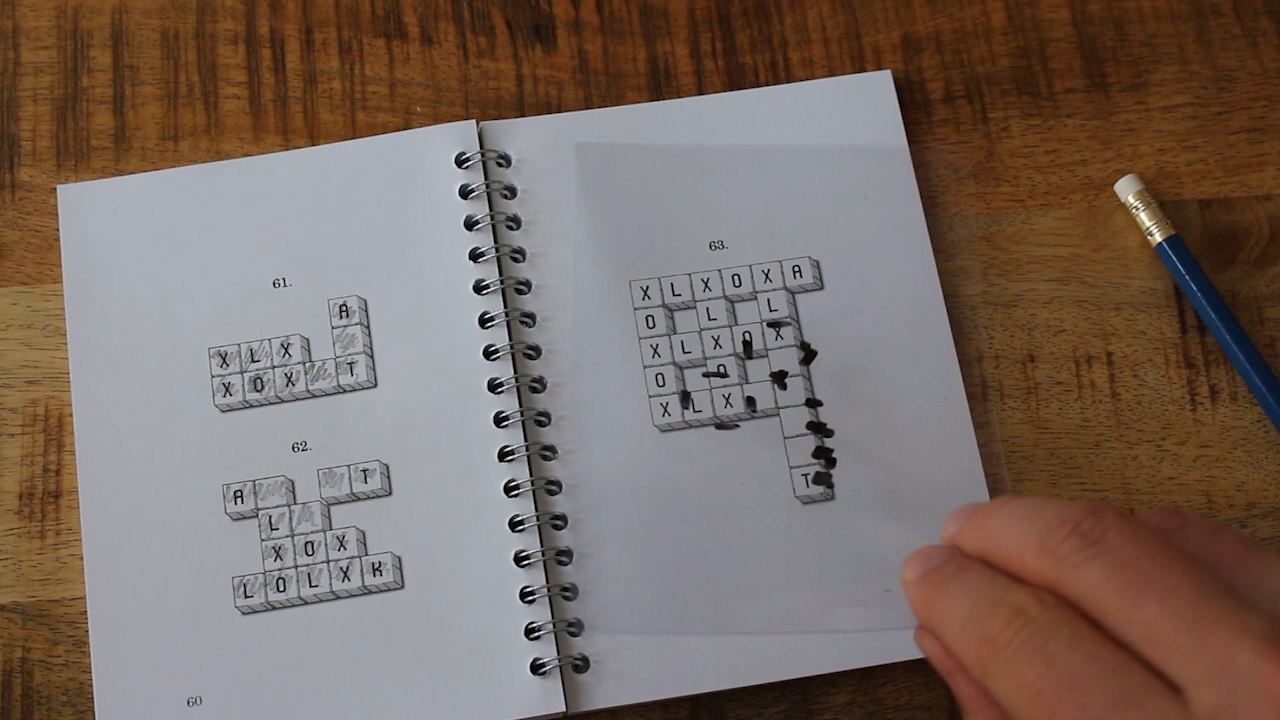 61.
A
X L X
X O X T
62.
A T
L
X O X
L O L X K
60
63.
X L X O X A
O L L
X L X O X
O O
X L X
T